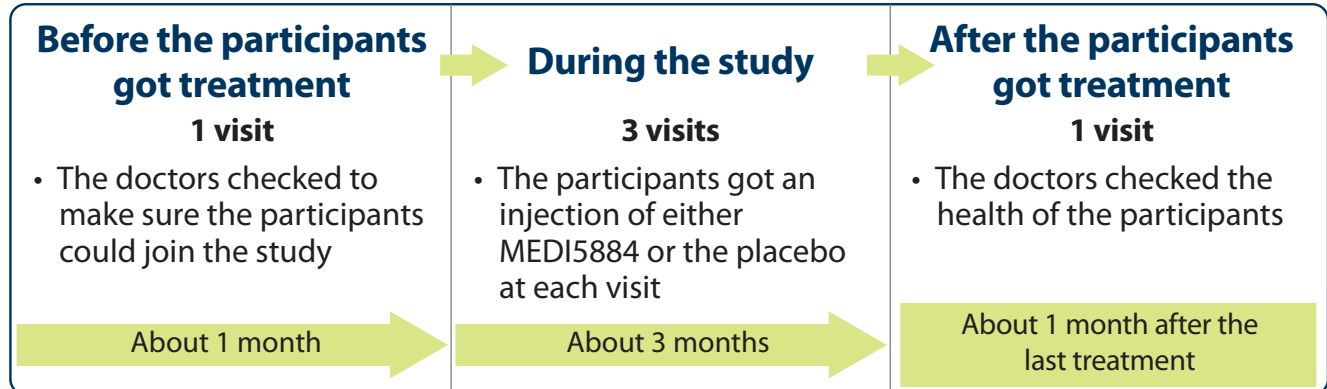 Before the participants
got treatment
1 visit
• The doctors checked to
make sure the participants
could join the study
About 1 month
During the study
3 visits
• The participants got an
injection of either
MEDI5884 or the placebo
at each visit
About 3 months
After the participants
got treatment
1 visit
• The doctors checked the
health of the participants
About 1 month after the
last treatment